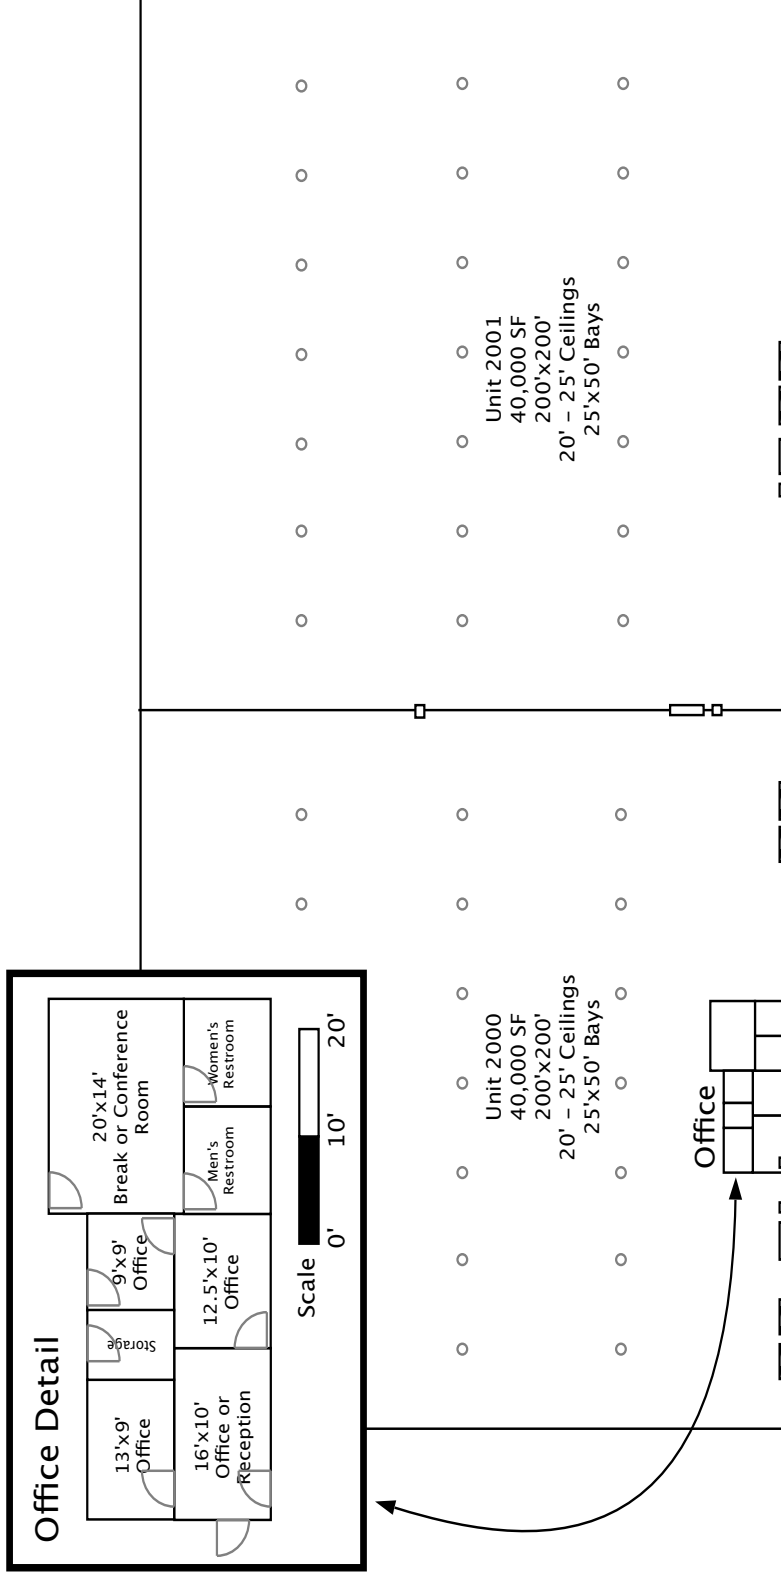 Office Detail
20'x14'
Break or Conference
Room
Women's
Restroom
Men's
Restroom
9'x9'
Office
12.5'x10'
Office
Storage
13'x9'
Office
16'x10'
Office or
Reception
Scale
0'
10'
20'
Unit 2001
40,000 SF
200'x200'
20' – 25' Ceilings
25'x50' Bays
Unit 2000
40,000 SF
200'x200'
20' – 25' Ceilings
25'x50' Bays
Office